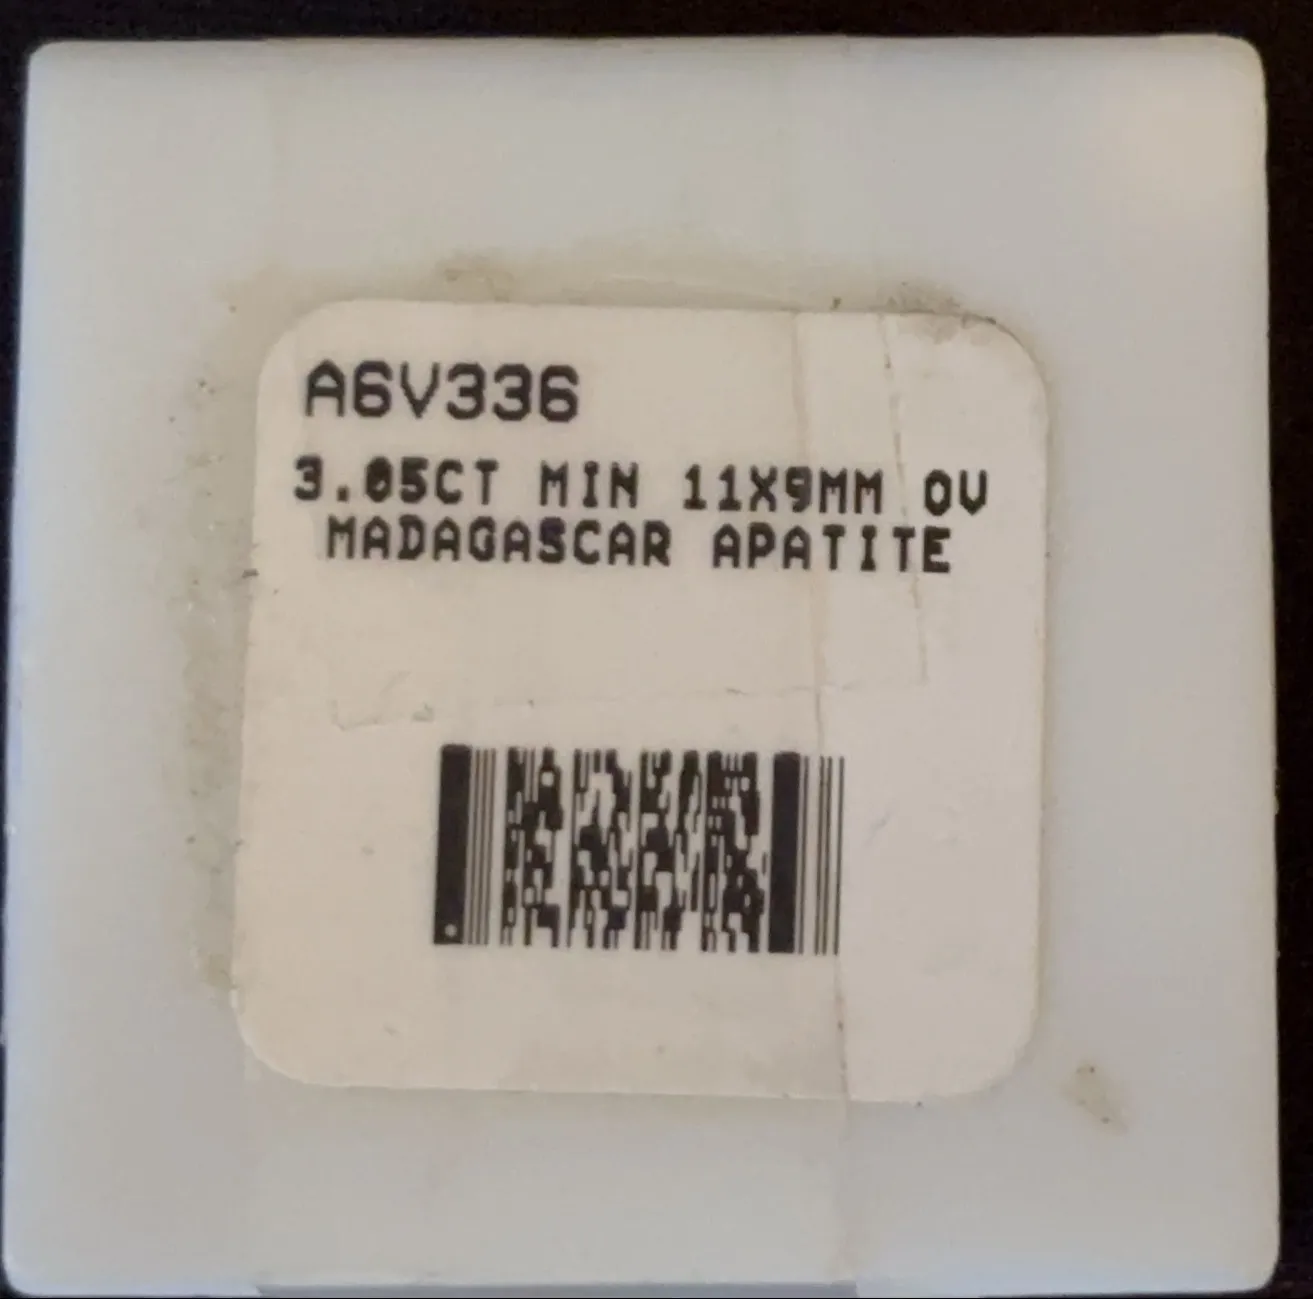 A6V336
3.05CT MIN 11X9MM OV
MADAGASCAR APATITE